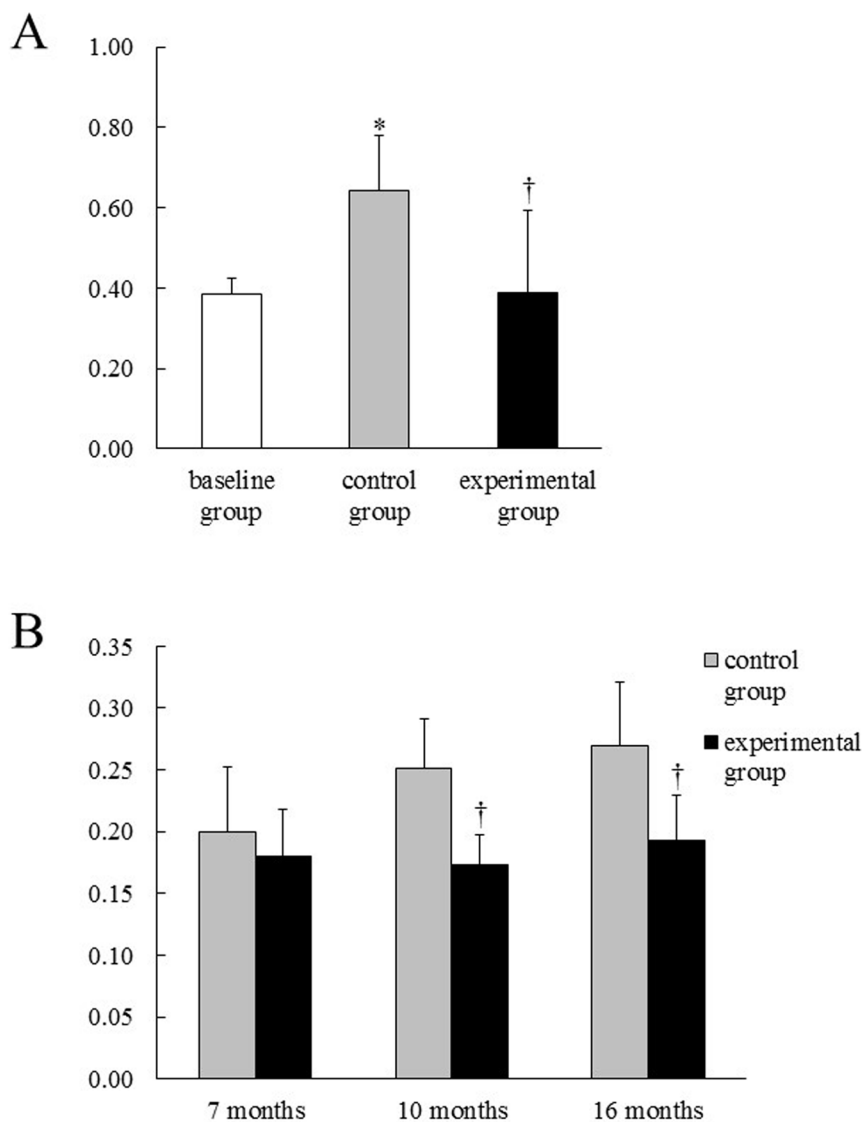 A
1.00
0.80
0.60
0.40
0.20
0.00
*
†
baseline
group
control
group
experimental
group
B
0.35
0.30
0.25
0.20
0.15
0.10
0.05
0.00
†
†
control
group
experimental
group
7 months
10 months
16 months